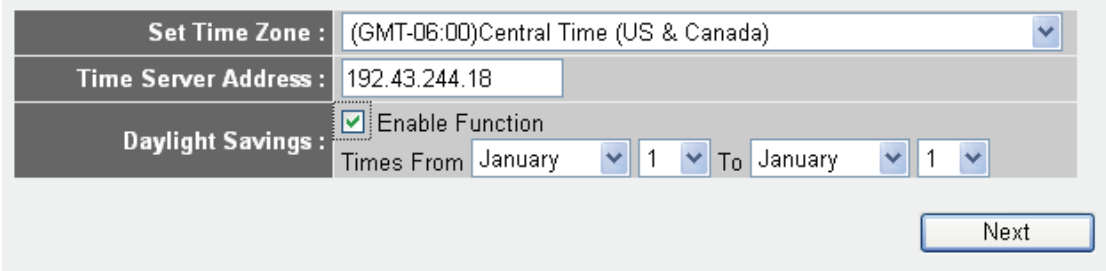 Set Time Zone : (GMT-06:00)Central Time (US & Canada)
Time Server Address : 192.43.244.18
Daylight Savings : Enable Function
Times From January 1 To January 1
Next